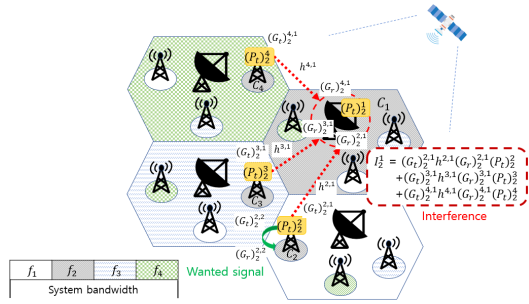 (G_t)_2^{4,1}
(P_t)_2^4
h^{4,1}
C_4
(G_r)_2^{4,1}
(P_t)_2^1
C_1
(G_r)_2^{3,1}
(G_r)_2^{2,1}
(G_t)_2^{3,1}
h^{3,1}
(P_t)_2^3
C_3
h^{2,1}
I_2^1 = (G_t)_2^{2,1}h^{2,1}(G_r)_2^{2,1}(P_t)_2^2
+(G_t)_2^{3,1}h^{3,1}(G_r)_2^{3,1}(P_t)_2^3
+(G_t)_2^{4,1}h^{4,1}(G_r)_2^{4,1}(P_t)_2^4
Interference
(G_t)_2^{2,1}
(G_t)_2^{2,2}
(P_t)_2^2
(G_r)_2^{2,2}
C_2
Wanted signal
f_1 f_2 f_3 f_4
System bandwidth